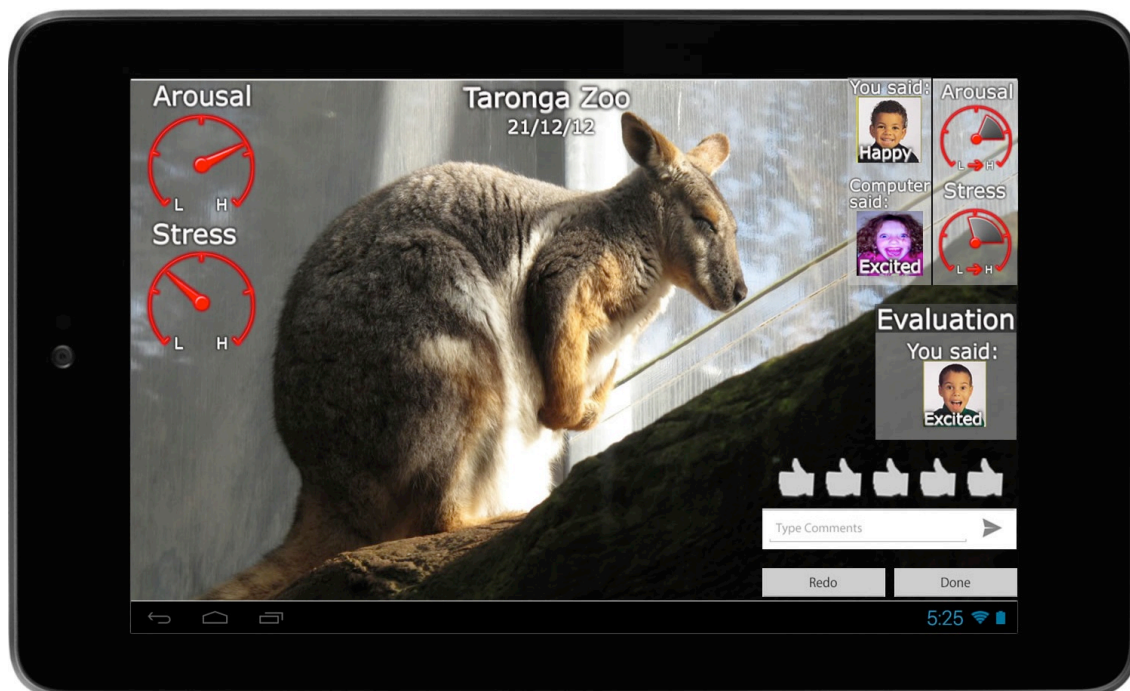 Arousal
L H
Stress
L H
Taronga Zoo
21/12/12
You said:
Happy
Computer
said:
Excited
Arousal
L H
Stress
L H
Evaluation
You said:
Excited
Type Comments
Redo
Done
5:25